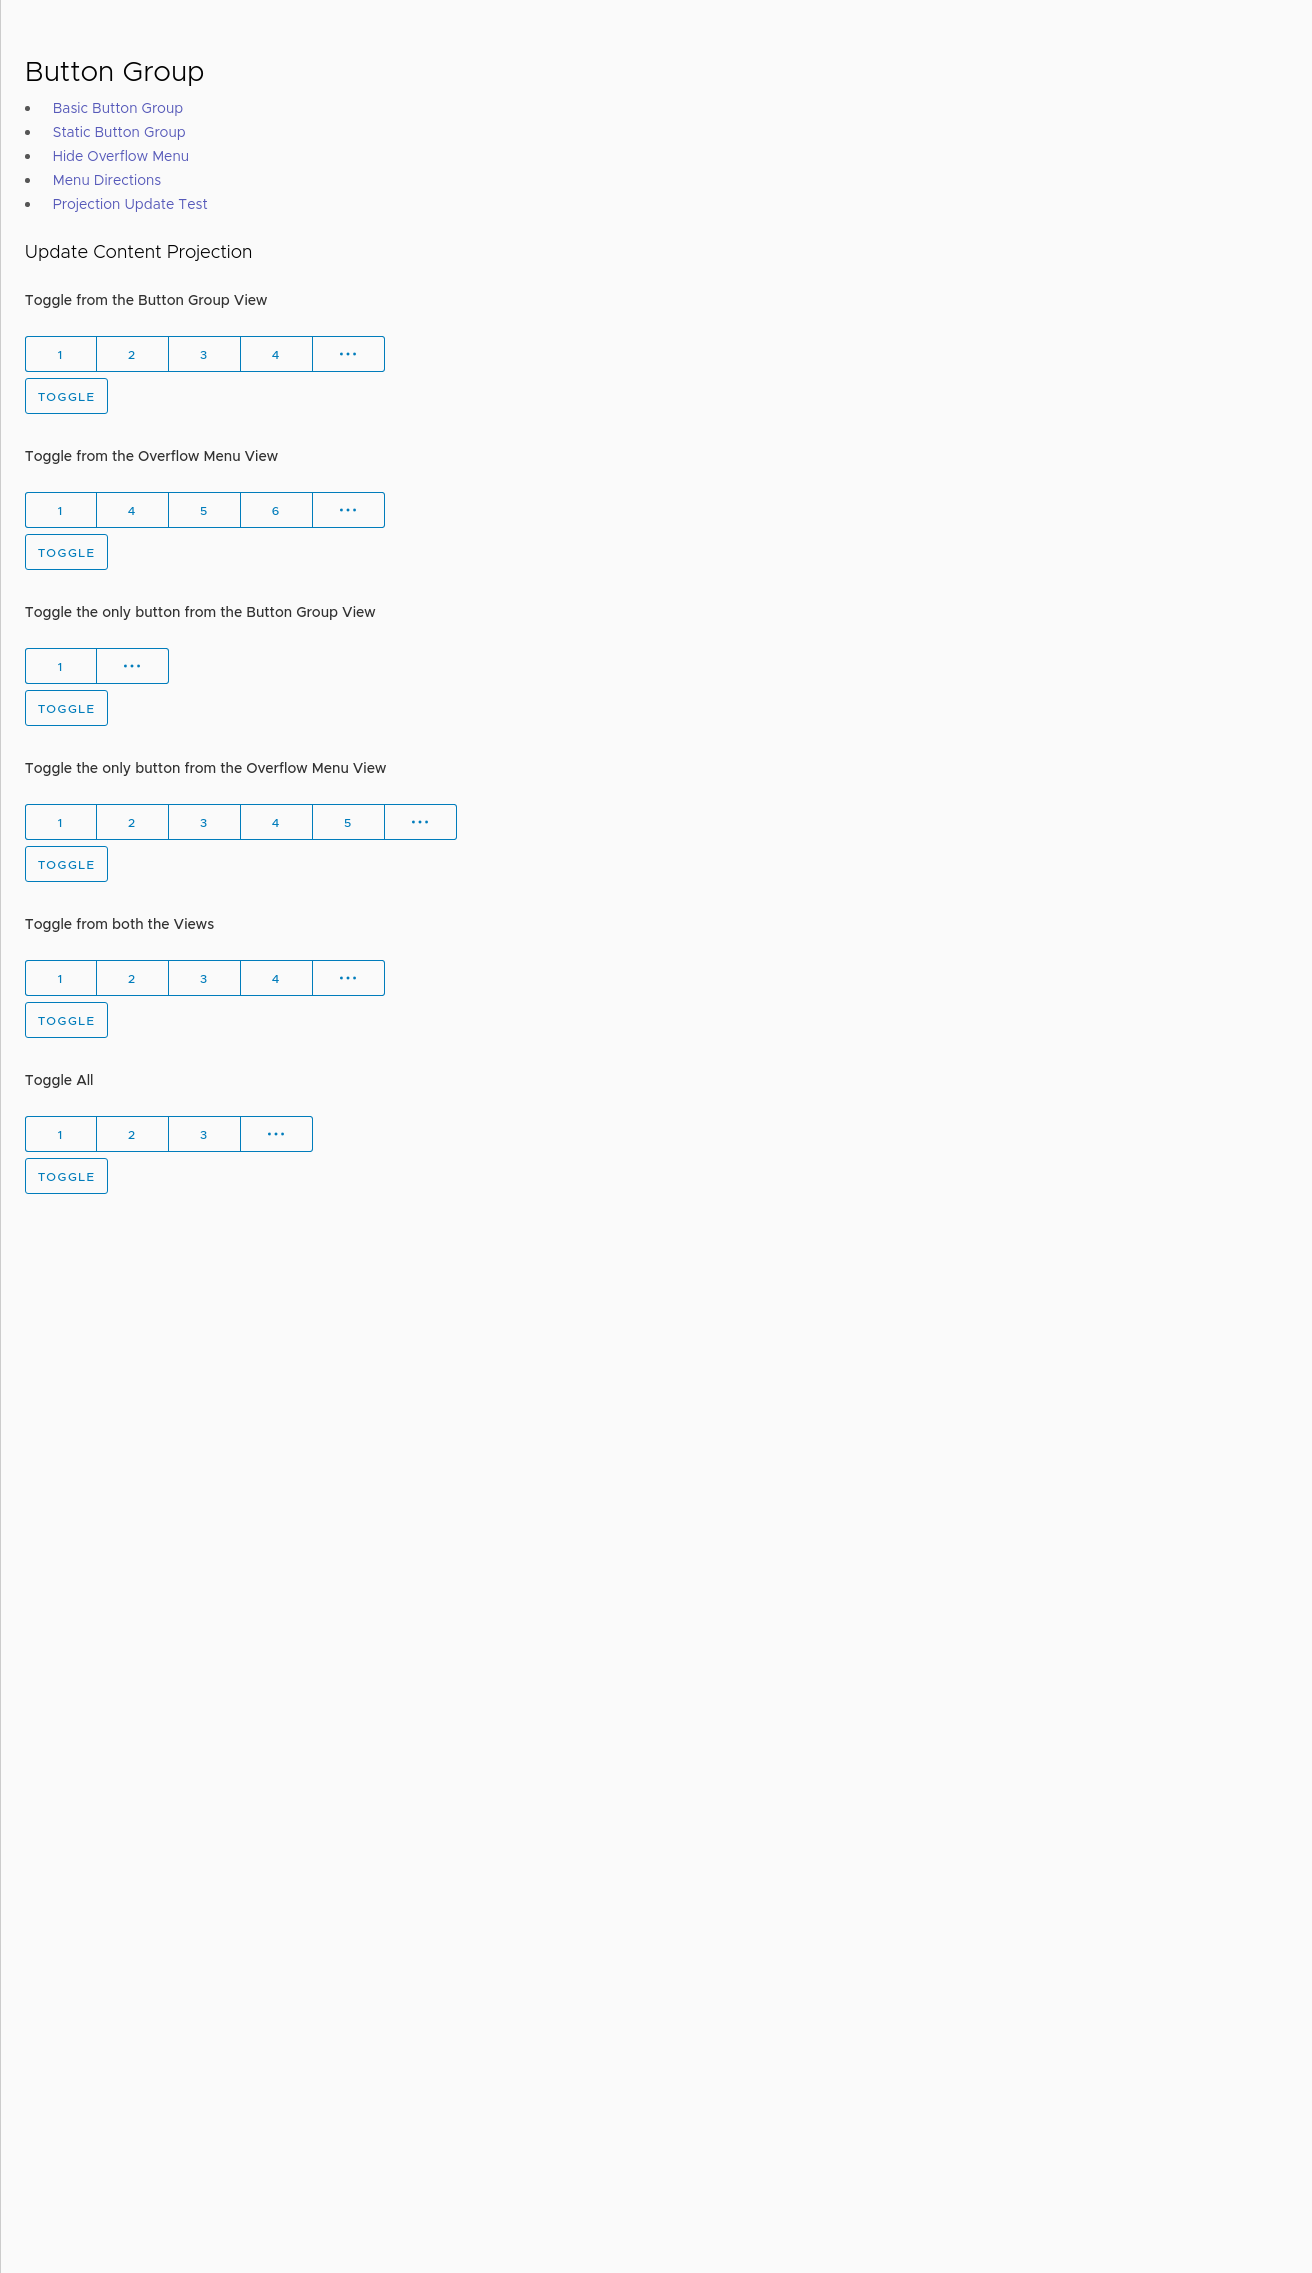 Button Group
Basic Button Group
Static Button Group
Hide Overflow Menu
Menu Directions
Projection Update Test
Update Content Projection
Toggle from the Button Group View
1 2 3 4 ...
TOGGLE
Toggle from the Overflow Menu View
1 4 5 6 ...
TOGGLE
Toggle the only button from the Button Group View
1 ...
TOGGLE
Toggle the only button from the Overflow Menu View
1 2 3 4 5 ...
TOGGLE
Toggle from both the Views
1 2 3 4 ...
TOGGLE
Toggle All
1 2 3 ...
TOGGLE